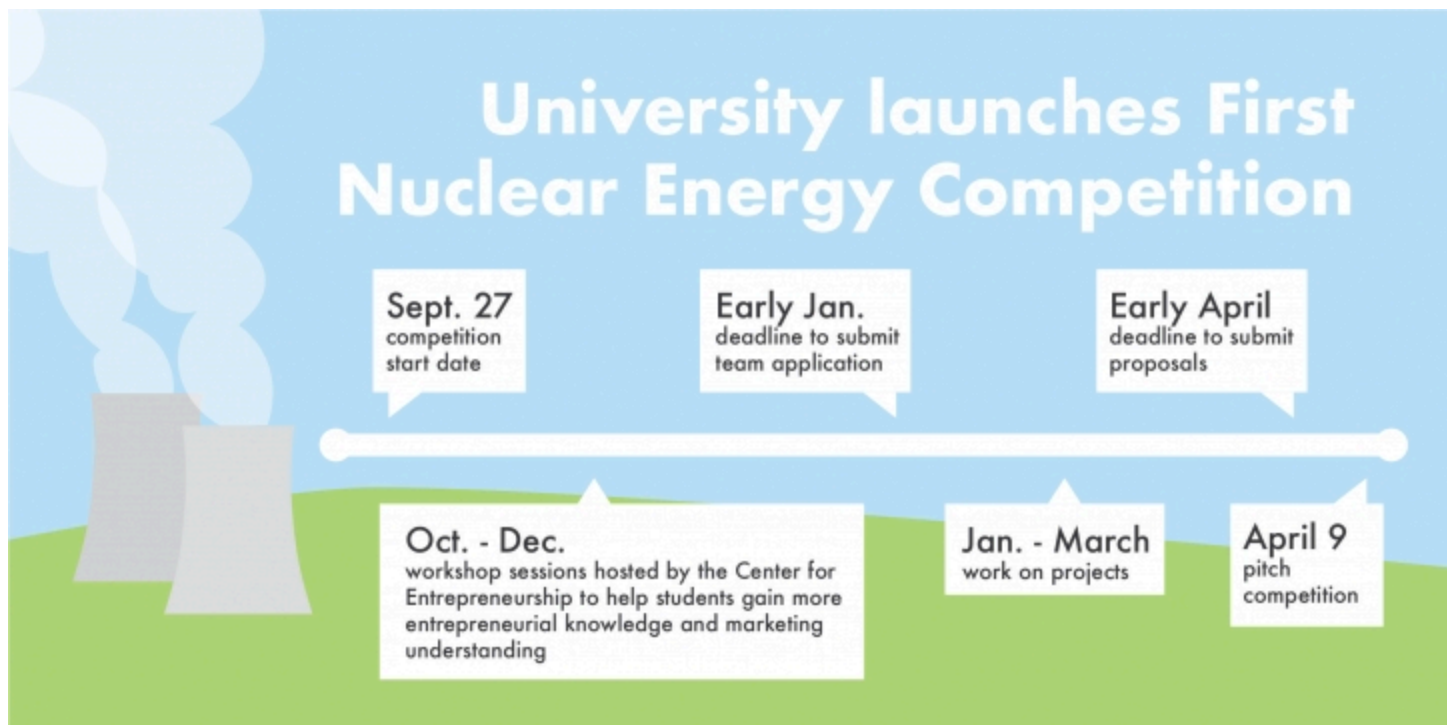 University launches First
Nuclear Energy Competition
Sept. 27
competition
start date
Early Jan.
deadline to submit
team application
Early April
deadline to submit
proposals
Oct. - Dec.
workshop sessions hosted by the Center for
Entrepreneurship to help students gain more
entrepreneurial knowledge and marketing
understanding
Jan. - March
work on projects
April 9
pitch
competition